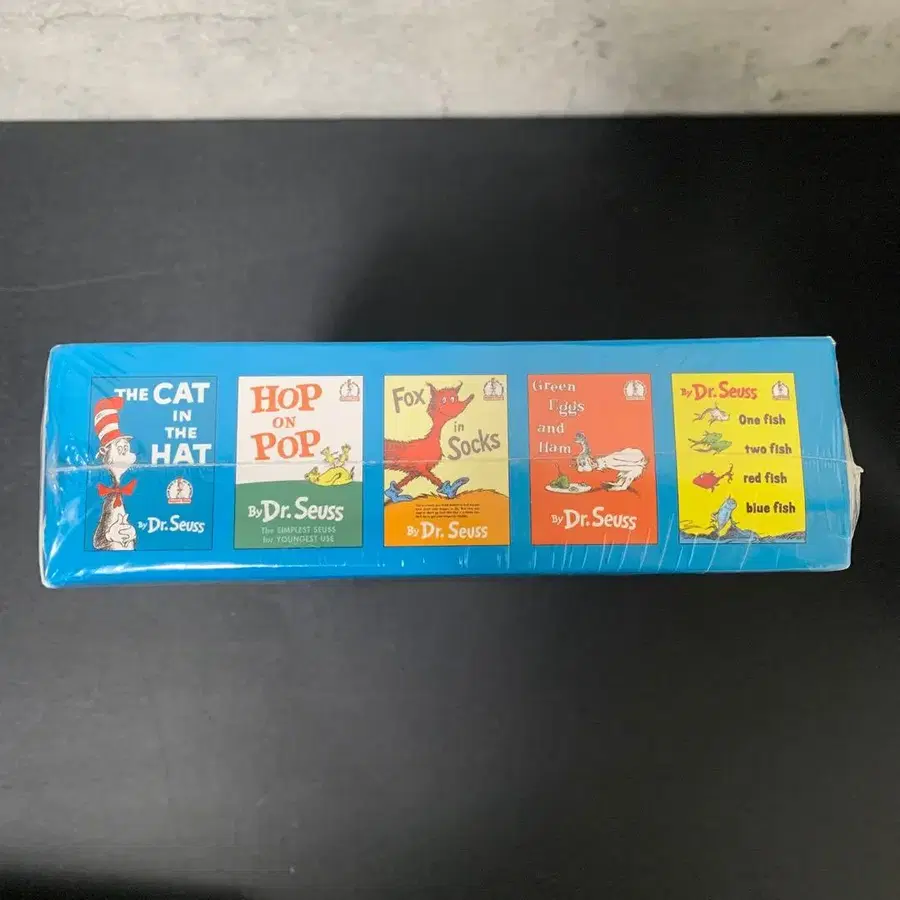 THE CAT
IN
THE
HAT
By Dr. Seuss
HOP
ON
POP
By Dr. Seuss
The SIMPLEST SEUSS
for YOUNGEST USE
Fox
in
Socks
By Dr. Seuss
Green
Eggs
and
Ham
By Dr. Seuss
By Dr. Seuss
One fish
two fish
red fish
blue fish